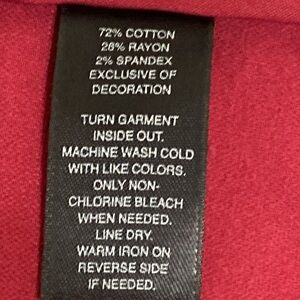 72% COTTON
26% RAYON
2% SPANDEX
EXCLUSIVE OF
DECORATION
TURN GARMENT
INSIDE OUT.
MACHINE WASH COLD
WITH LIKE COLORS.
ONLY NON-
CHLORINE BLEACH
WHEN NEEDED.
LINE DRY.
WARM IRON ON
REVERSE SIDE
IF NEEDED.